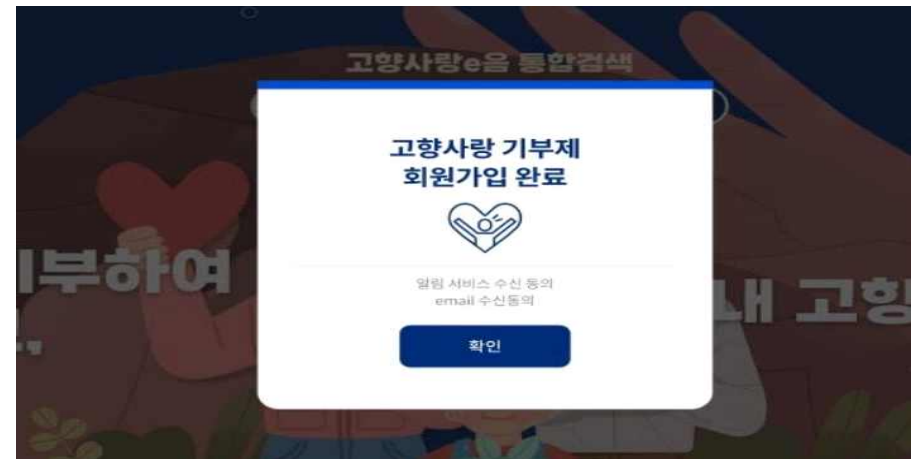 고향사랑e음 통합검색
고향사랑 기부제
회원가입 완료
알림 서비스 수신 동의
email 수신동의
확인
기부하여
내 고향